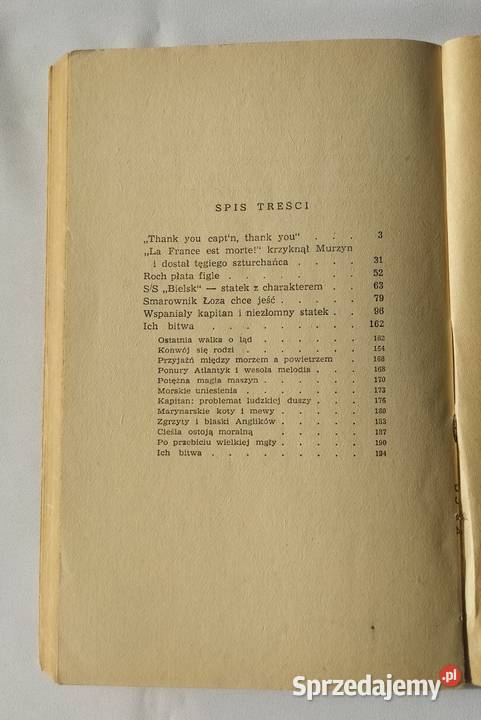 SPIS TREŚCI
„Thank you capt'n, thank you“ . . . 3
„La France est morte!“ krzyknął Murzyn
i dostał tęgiego szturchańca . . . . 31
Roch płata figle . . . . . . . 52
S/S „Bielsk“ — statek z charakterem . . 63
Smarownik Łoza chce jeść . . . . . 79
Wspaniały kapitan i niezłomny statek . . 96
Ich bitwa . . . . . . . . 162
Ostatnia walka o ląd . . . . . . 162
Konwój się rodzi . . . . . . . 164
Przyjaźń między morzem a powietrzem . . 168
Ponury Atlantyk i wesoła melodia . . . 168
Potężna magia maszyn . . . . . 170
Morskie uniesienia . . . . . . 173
Kapitan: problemat ludzkiej duszy . . . 176
Marynarskie koty i mewy . . . . . 180
Zgrzyty i blaski Anglików . . . . . 183
Cieśla ostoją moralną . . . . . 187
Po przebiciu wielkiej mgły . . . . . 190
Ich bitwa . . . . . . . . 194
Sprzedajemy.pl